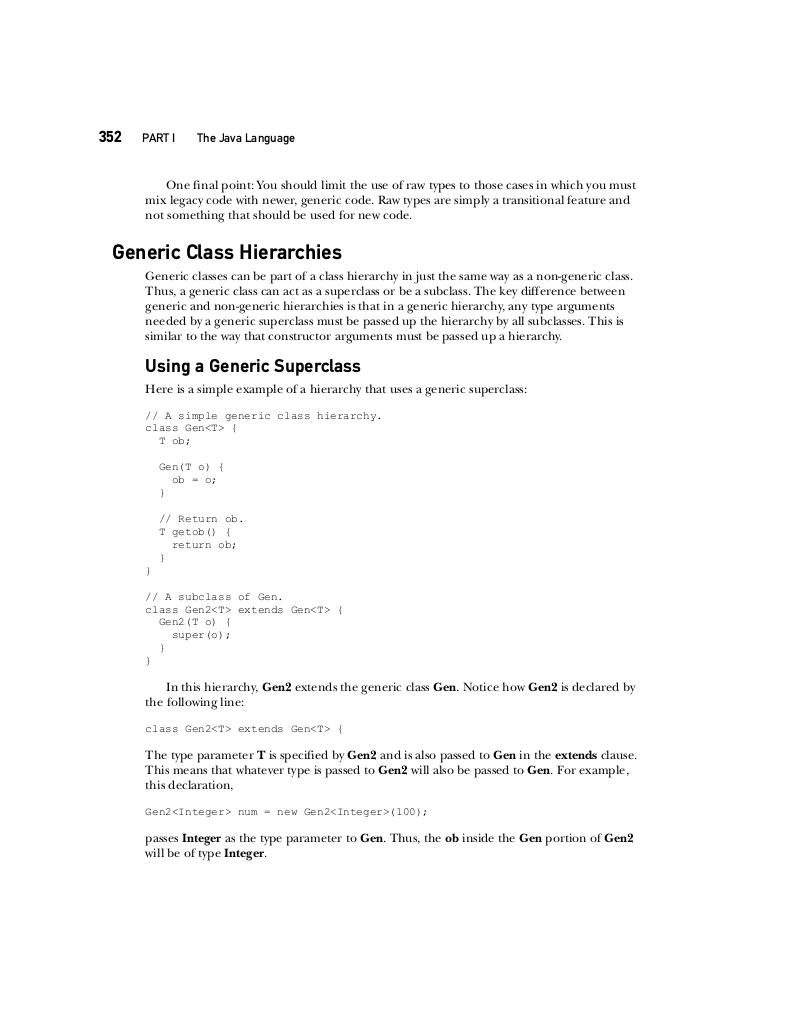 352 PART I The Java Language
One final point: You should limit the use of raw types to those cases in which you must
mix legacy code with newer, generic code. Raw types are simply a transitional feature and
not something that should be used for new code.
Generic Class Hierarchies
Generic classes can be part of a class hierarchy in just the same way as a non-generic class.
Thus, a generic class can act as a superclass or be a subclass. The key difference between
generic and non-generic hierarchies is that in a generic hierarchy, any type arguments
needed by a generic superclass must be passed up the hierarchy by all subclasses. This is
similar to the way that constructor arguments must be passed up a hierarchy.
Using a Generic Superclass
Here is a simple example of a hierarchy that uses a generic superclass:
// A simple generic class hierarchy.
class Gen<T> {
  T ob;

  Gen(T o) {
    ob = o;
  }

  // Return ob.
  T getob() {
    return ob;
  }
}

// A subclass of Gen.
class Gen2<T> extends Gen<T> {
  Gen2(T o) {
    super(o);
  }
}
In this hierarchy, Gen2 extends the generic class Gen. Notice how Gen2 is declared by
the following line:
class Gen2<T> extends Gen<T> {
The type parameter T is specified by Gen2 and is also passed to Gen in the extends clause.
This means that whatever type is passed to Gen2 will also be passed to Gen. For example,
this declaration,
Gen2<Integer> num = new Gen2<Integer>(100);
passes Integer as the type parameter to Gen. Thus, the ob inside the Gen portion of Gen2
will be of type Integer.